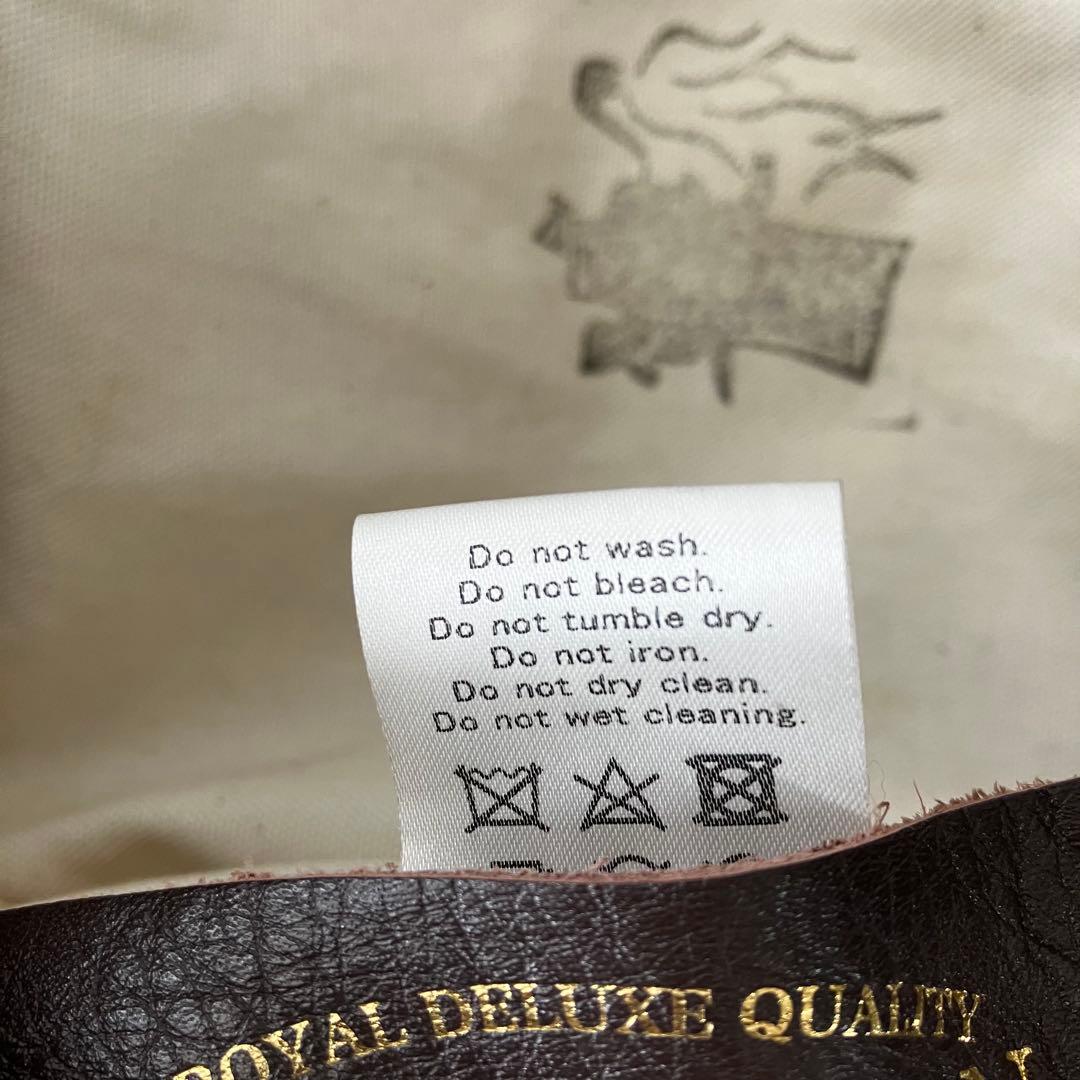 Do not wash.
Do not bleach.
Do not tumble dry.
Do not iron.
Do not dry clean.
Do not wet cleaning.
ROYAL DELUXE QUALITY